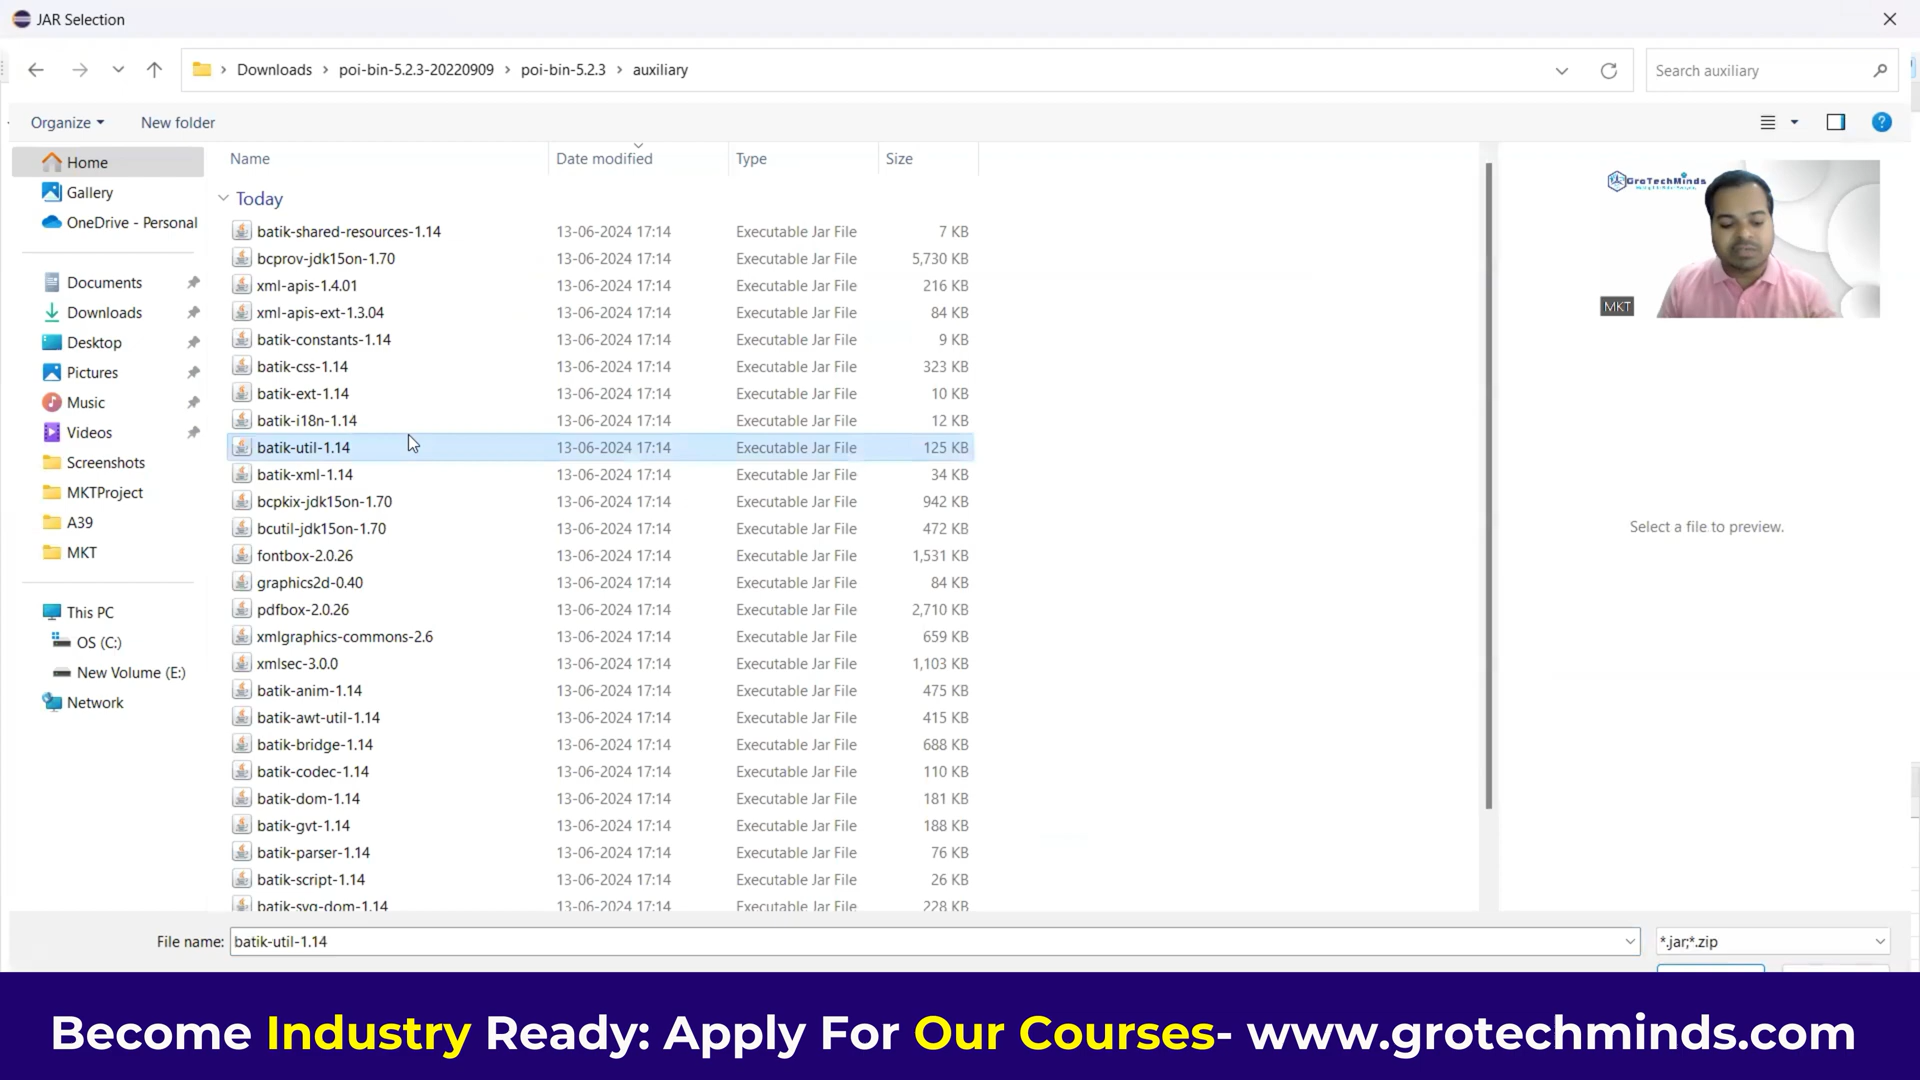 JAR Selection
Downloads > poi-bin-5.2.3-20220909 > poi-bin-5.2.3 > auxiliary
Search auxiliary
Organize
New folder
Home
Gallery
OneDrive - Personal
Documents
Downloads
Desktop
Pictures
Music
Videos
Screenshots
MKTProject
A39
MKT
This PC
OS (C:)
New Volume (E:)
Network
Name Date modified Type Size
Today
batik-shared-resources-1.14 13-06-2024 17:14 Executable Jar File 7 KB
bcprov-jdk15on-1.70 13-06-2024 17:14 Executable Jar File 5,730 KB
xml-apis-1.4.01 13-06-2024 17:14 Executable Jar File 216 KB
xml-apis-ext-1.3.04 13-06-2024 17:14 Executable Jar File 84 KB
batik-constants-1.14 13-06-2024 17:14 Executable Jar File 9 KB
batik-css-1.14 13-06-2024 17:14 Executable Jar File 323 KB
batik-ext-1.14 13-06-2024 17:14 Executable Jar File 10 KB
batik-i18n-1.14 13-06-2024 17:14 Executable Jar File 12 KB
batik-util-1.14 13-06-2024 17:14 Executable Jar File 125 KB
batik-xml-1.14 13-06-2024 17:14 Executable Jar File 34 KB
bcpkix-jdk15on-1.70 13-06-2024 17:14 Executable Jar File 942 KB
bcutil-jdk15on-1.70 13-06-2024 17:14 Executable Jar File 472 KB
fontbox-2.0.26 13-06-2024 17:14 Executable Jar File 1,531 KB
graphics2d-0.40 13-06-2024 17:14 Executable Jar File 84 KB
pdfbox-2.0.26 13-06-2024 17:14 Executable Jar File 2,710 KB
xmlgraphics-commons-2.6 13-06-2024 17:14 Executable Jar File 659 KB
xmlsec-3.0.0 13-06-2024 17:14 Executable Jar File 1,103 KB
batik-anim-1.14 13-06-2024 17:14 Executable Jar File 475 KB
batik-awt-util-1.14 13-06-2024 17:14 Executable Jar File 415 KB
batik-bridge-1.14 13-06-2024 17:14 Executable Jar File 688 KB
batik-codec-1.14 13-06-2024 17:14 Executable Jar File 110 KB
batik-dom-1.14 13-06-2024 17:14 Executable Jar File 181 KB
batik-gvt-1.14 13-06-2024 17:14 Executable Jar File 188 KB
batik-parser-1.14 13-06-2024 17:14 Executable Jar File 76 KB
batik-script-1.14 13-06-2024 17:14 Executable Jar File 26 KB
batik-svg-dom-1.14 13-06-2024 17:14 Executable Jar File 228 KB
GroTechMinds
MKT
Select a file to preview.
File name: batik-util-1.14
*.jar;*.zip
Become Industry Ready: Apply For Our Courses- www.grotechminds.com